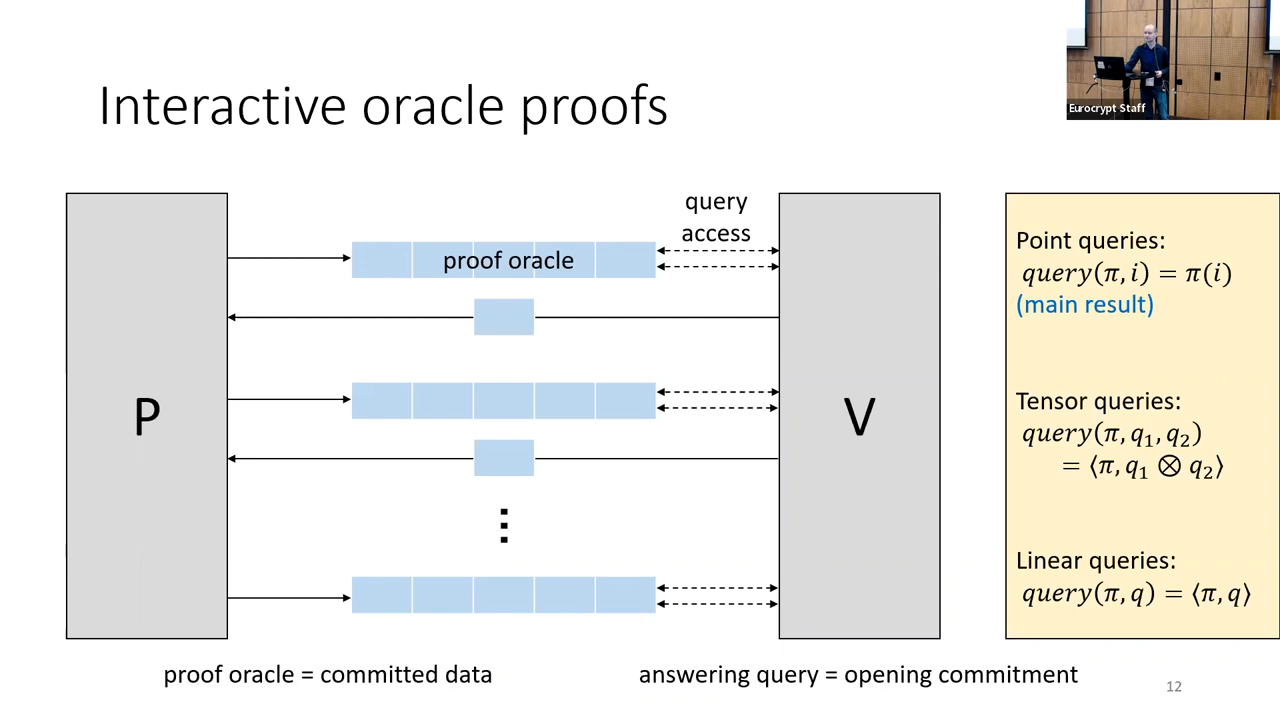 Interactive oracle proofs
Eurocrypt Staff
P
query
access
proof oracle
V
Point queries:
query(π, i) = π(i)
(main result)
Tensor queries:
query(π, q₁, q₂)
= ⟨π, q₁ ⊗ q₂⟩
Linear queries:
query(π, q) = ⟨π, q⟩
⋮
proof oracle = committed data
answering query = opening commitment
12